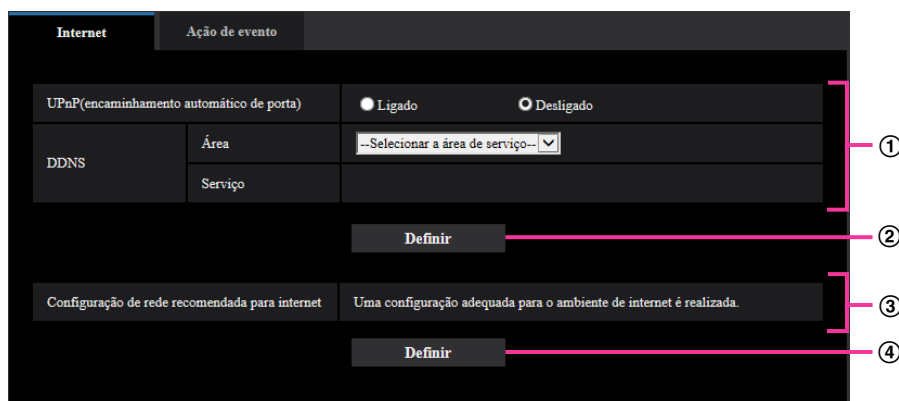 Internet
Ação de evento
UPnP(encaminhamento automático de porta)
Ligado
Desligado
DDNS
Área
--Selecionar a área de serviço--
Serviço
①
Definir
②
Configuração de rede recomendada para internet
Uma configuração adequada para o ambiente de internet é realizada.
③
Definir
④